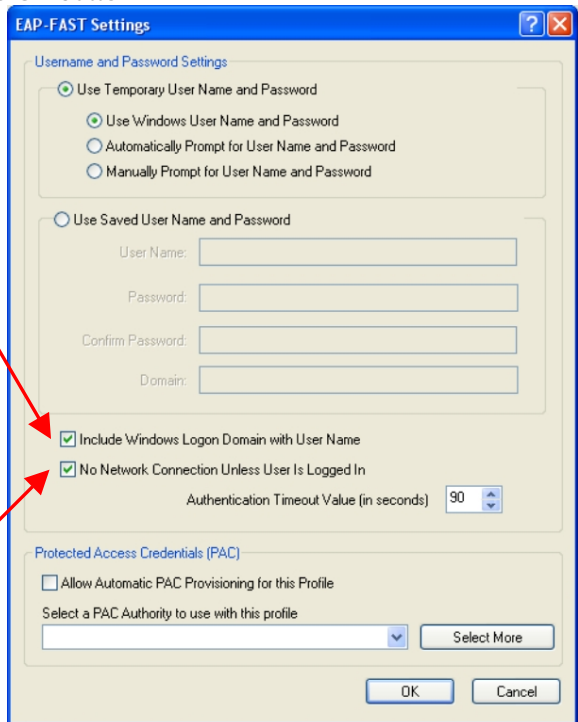 EAP-FAST Settings
Username and Password Settings
Use Temporary User Name and Password
Use Windows User Name and Password
Automatically Prompt for User Name and Password
Manually Prompt for User Name and Password
Use Saved User Name and Password
User Name:
Password:
Confirm Password:
Domain:
Include Windows Logon Domain with User Name
No Network Connection Unless User Is Logged In
Authentication Timeout Value (in seconds) 90
Protected Access Credentials (PAC)
Allow Automatic PAC Provisioning for this Profile
Select a PAC Authority to use with this profile
Select More
OK Cancel